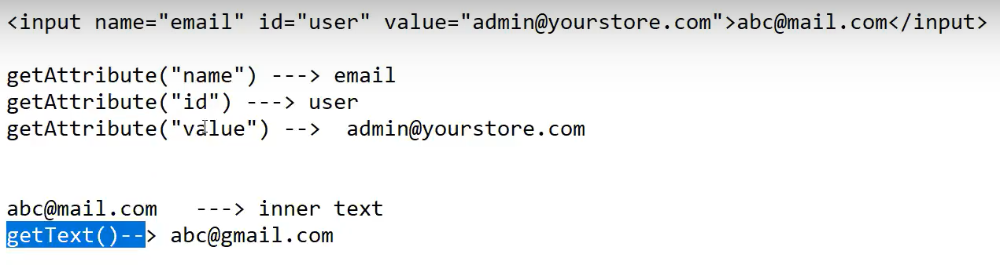 <input name="email" id="user" value="admin@yourstore.com">abc@mail.com</input>
getAttribute("name") ---> email
getAttribute("id") ---> user
getAttribute("value") --> admin@yourstore.com
abc@mail.com ---> inner text
getText()--> abc@gmail.com